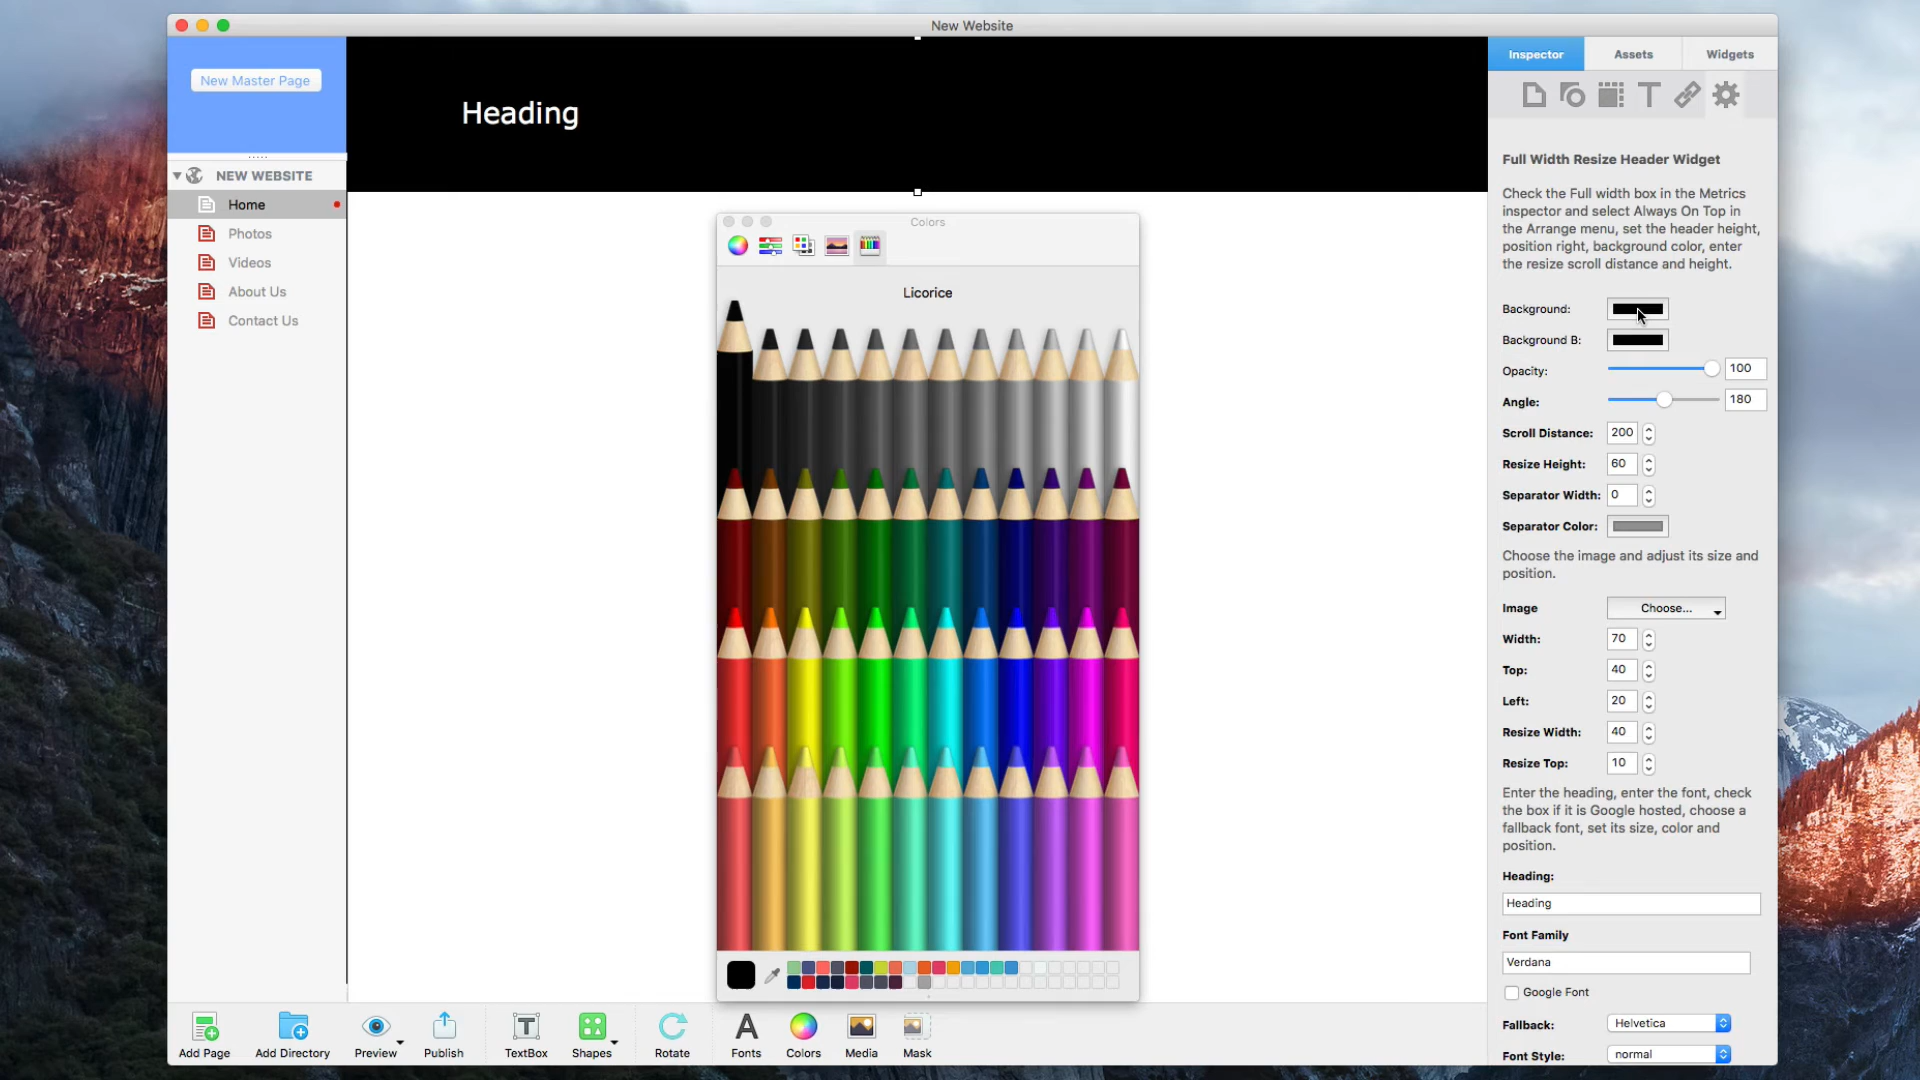 New Website
New Master Page
NEW WEBSITE
Home
Photos
Videos
About Us
Contact Us
Heading
Colors
Licorice
Inspector
Assets
Widgets
Full Width Resize Header Widget
Check the Full width box in the Metrics
inspector and select Always On Top in
the Arrange menu, set the header height,
position right, background color, enter
the resize scroll distance and height.
Background:
Background B:
Opacity: 100
Angle: 180
Scroll Distance: 200
Resize Height: 60
Separator Width: 0
Separator Color:
Choose the image and adjust its size and
position.
Image Choose...
Width: 70
Top: 40
Left: 20
Resize Width: 40
Resize Top: 10
Enter the heading, enter the font, check
the box if it is Google hosted, choose a
fallback font, set its size, color and
position.
Heading:
Heading
Font Family
Verdana
Google Font
Fallback: Helvetica
Font Style: normal
Add Page
Add Directory
Preview
Publish
TextBox
Shapes
Rotate
Fonts
Colors
Media
Mask